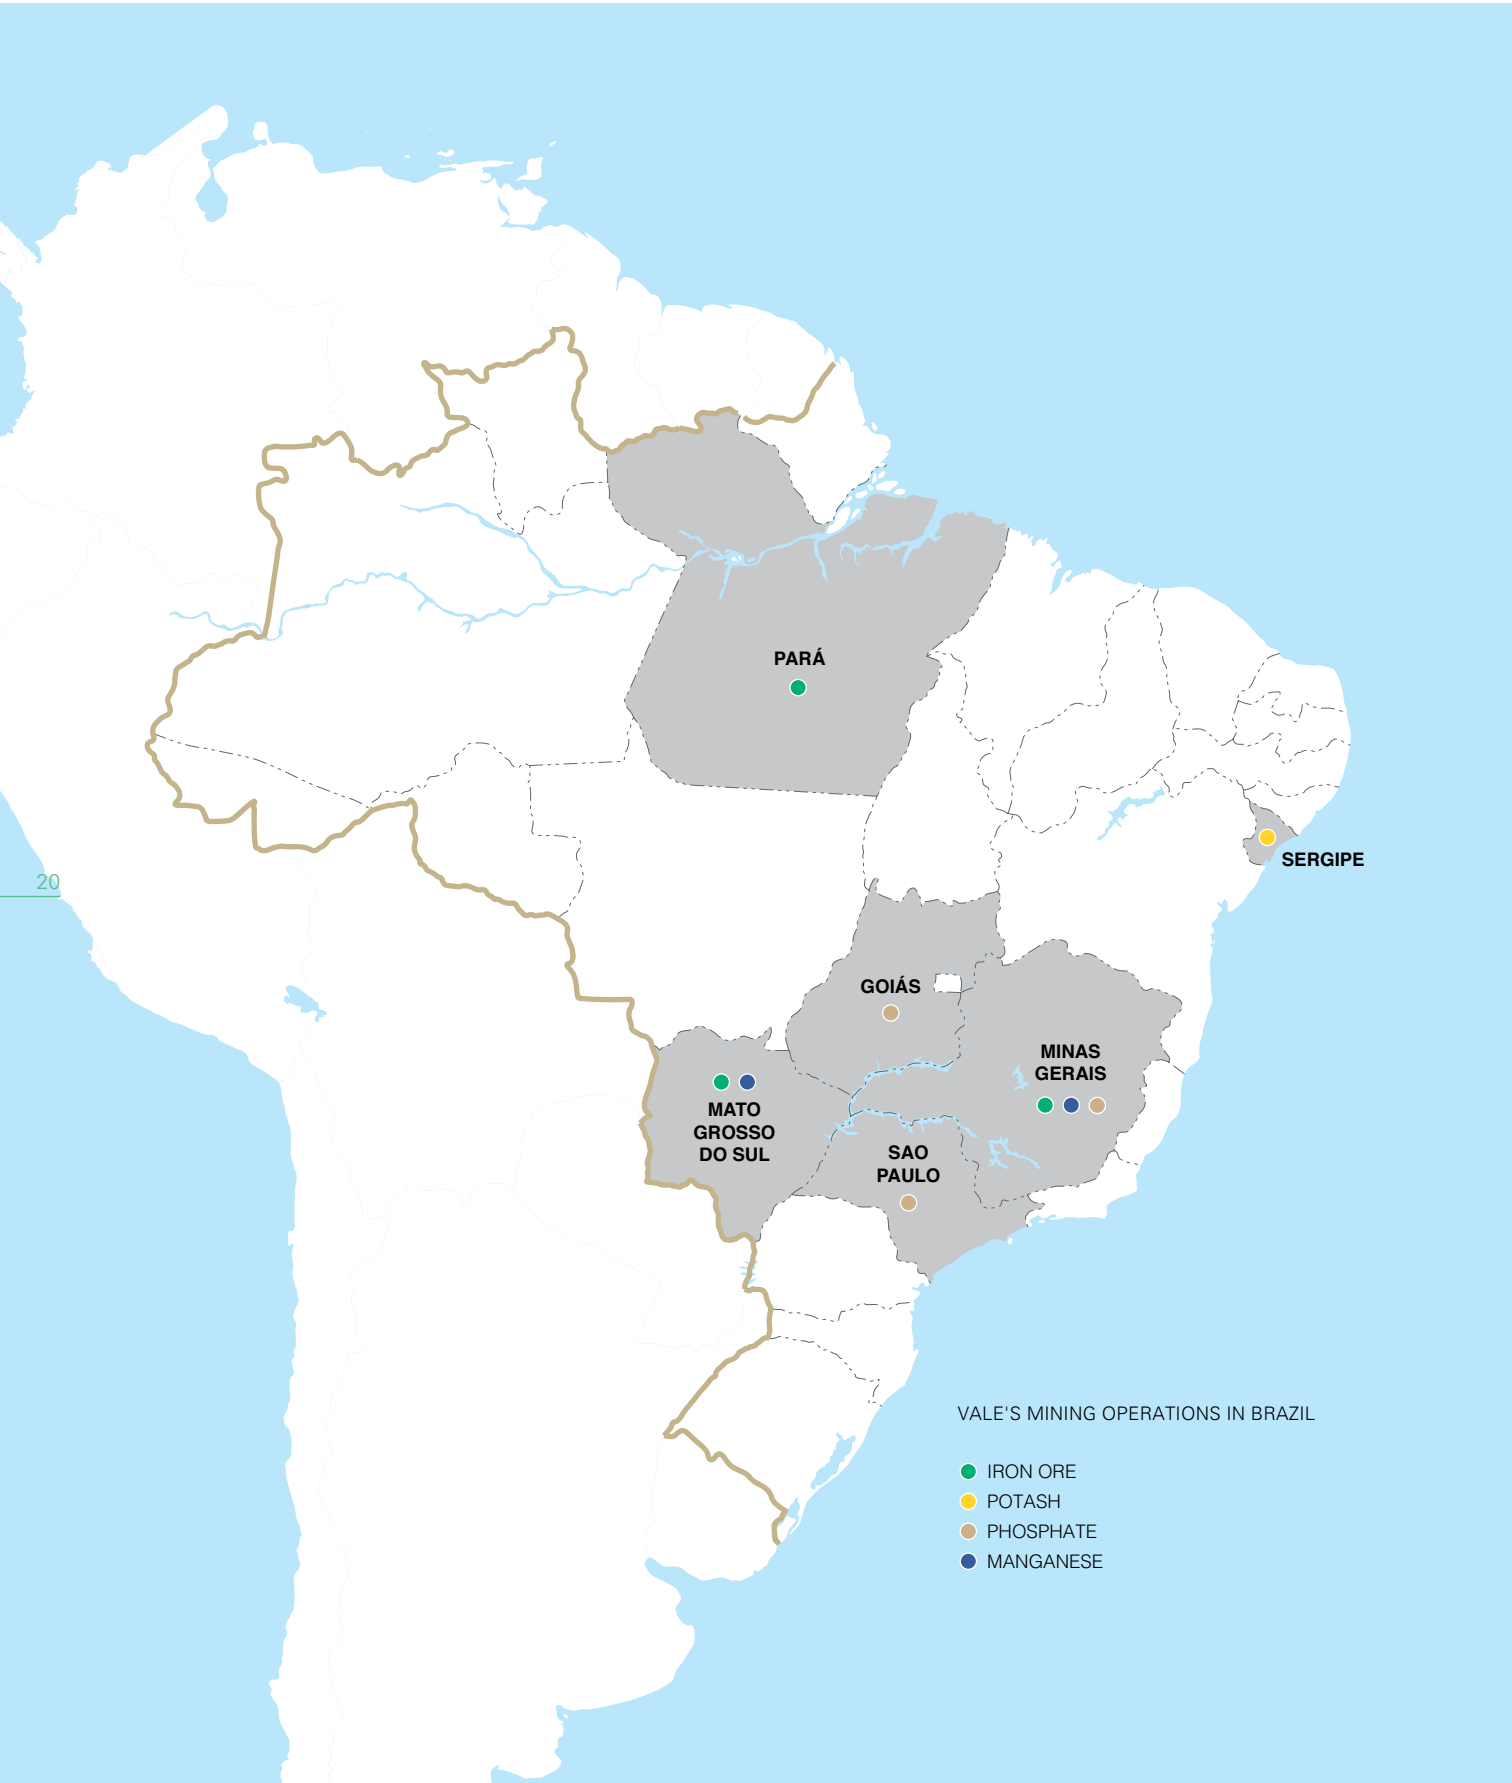 PARÁ
20
SERGIPE
GOIÁS
MINAS
GERAIS
MATO
GROSSO
DO SUL
SAO
PAULO
VALE'S MINING OPERATIONS IN BRAZIL
IRON ORE
POTASH
PHOSPHATE
MANGANESE